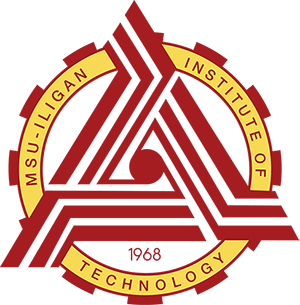 MSU-ILIGAN
INSTITUTE OF
TECHNOLOGY
1968